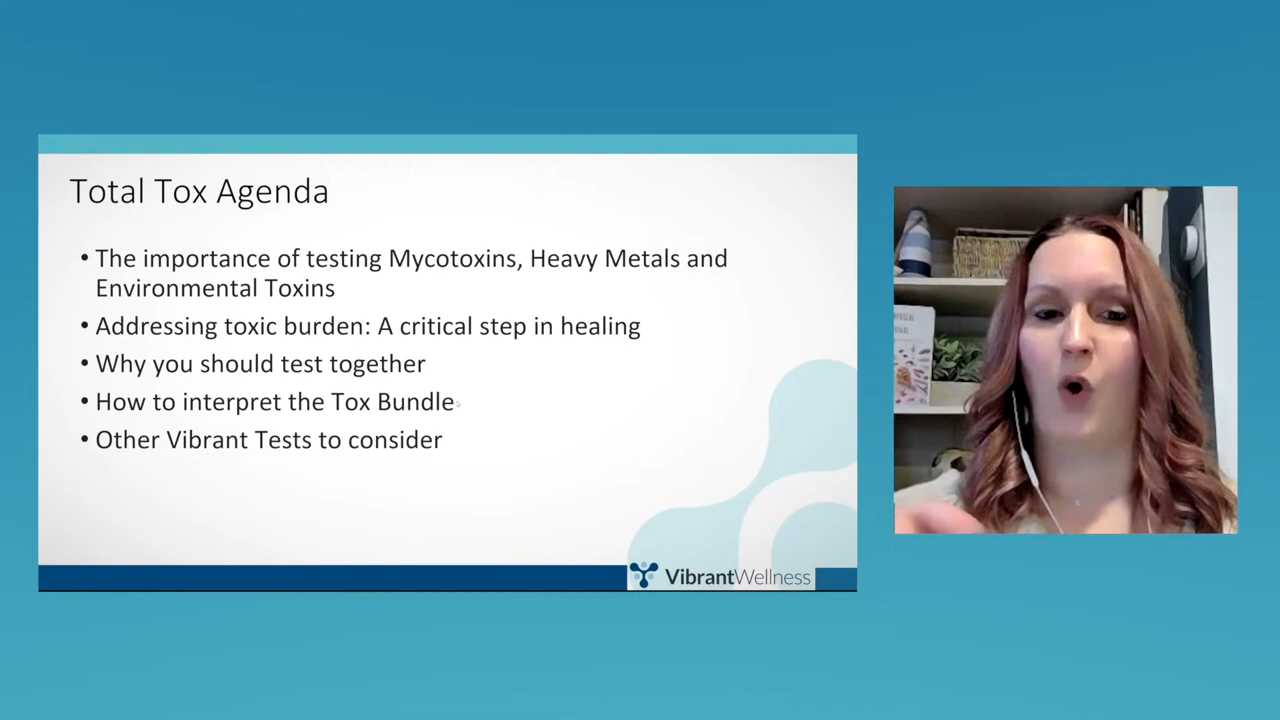 Total Tox Agenda
• The importance of testing Mycotoxins, Heavy Metals and
Environmental Toxins
• Addressing toxic burden: A critical step in healing
• Why you should test together
• How to interpret the Tox Bundle
• Other Vibrant Tests to consider
VibrantWellness